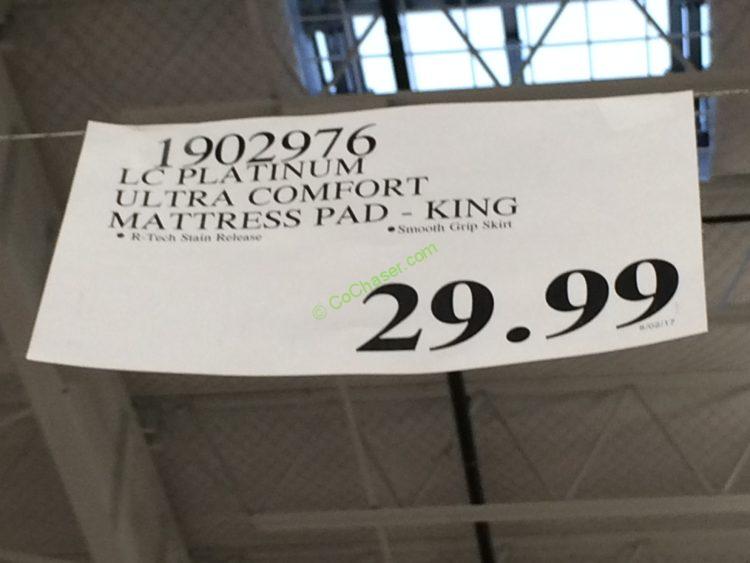 1902976
LC PLATINUM
ULTRA COMFORT
MATTRESS PAD - KING
• R-Tech Stain Release • Smooth Grip Skirt
© CoChaser.com
29.99